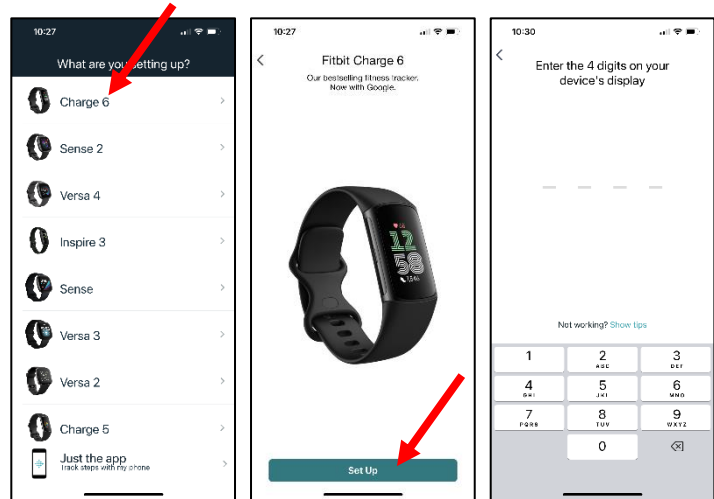 10:27
What are you setting up?
Charge 6
Sense 2
Versa 4
Inspire 3
Sense
Versa 3
Versa 2
Charge 5
Just the app
Track steps with my phone
10:27
Fitbit Charge 6
Our bestselling fitness tracker.
Now with Google.
12
58
Set Up
10:30
Enter the 4 digits on your
device's display
Not working? Show tips
1
2
ABC
3
DEF
4
GHI
5
JKL
6
MNO
7
PQRS
8
TUV
9
WXYZ
0